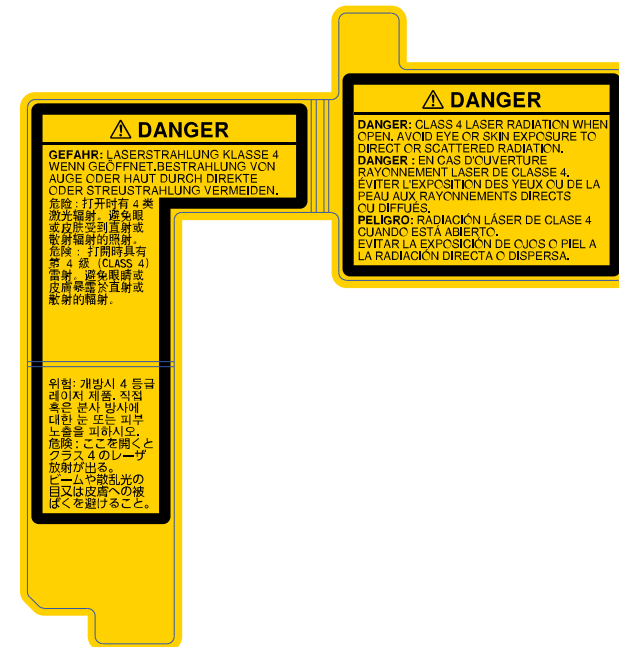 ⚠ DANGER
GEFAHR: LASERSTRAHLUNG KLASSE 4
WENN GEÖFFNET.BESTRAHLUNG VON
AUGE ODER HAUT DURCH DIREKTE
ODER STREUSTRAHLUNG VERMEIDEN.
危险：打开时有 4 类
激光辐射。避免眼
或皮肤受到直射或
散射辐射的照射。
危険：打開時具有
第 4 級 (CLASS 4)
雷射。避免眼睛或
皮膚暴露於直射或
散射的輻射.
위험: 개방시 4 등급
레이저 제품. 직접
혹은 분사 방사에
대한 눈 또는 피부
노출을 피하시오.
危険：ここを開くと
クラス 4 のレーザ
放射が出る。
ビームや散乱光の
目又は皮膚への被
ばくを避けること。
⚠ DANGER
DANGER: CLASS 4 LASER RADIATION WHEN
OPEN. AVOID EYE OR SKIN EXPOSURE TO
DIRECT OR SCATTERED RADIATION.
DANGER : EN CAS D'OUVERTURE
RAYONNEMENT LASER DE CLASSE 4.
ÉVITER L'EXPOSITION DES YEUX OU DE LA
PEAU AUX RAYONNEMENTS DIRECTS
OU DIFFUÉS.
PELIGRO: RADIACIÓN LÁSER DE CLASE 4
CUANDO ESTÁ ABIERTO.
EVITAR LA EXPOSICIÓN DE OJOS O PIEL A
LA RADIACIÓN DIRECTA O DISPERSA.